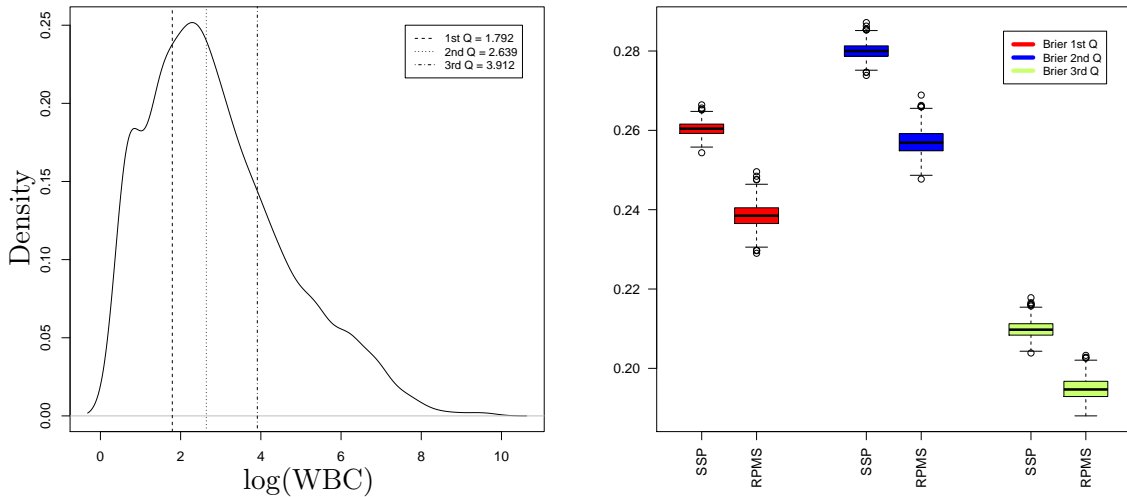 0.25
0.20
0.15
0.10
0.05
0.00
Density
1st Q = 1.792
2nd Q = 2.639
3rd Q = 3.912
0 2 4 6 8 10
log(WBC)
0.28
0.26
0.24
0.22
0.20
Brier 1st Q
Brier 2nd Q
Brier 3rd Q
SSP
RPMS
SSP
RPMS
SSP
RPMS